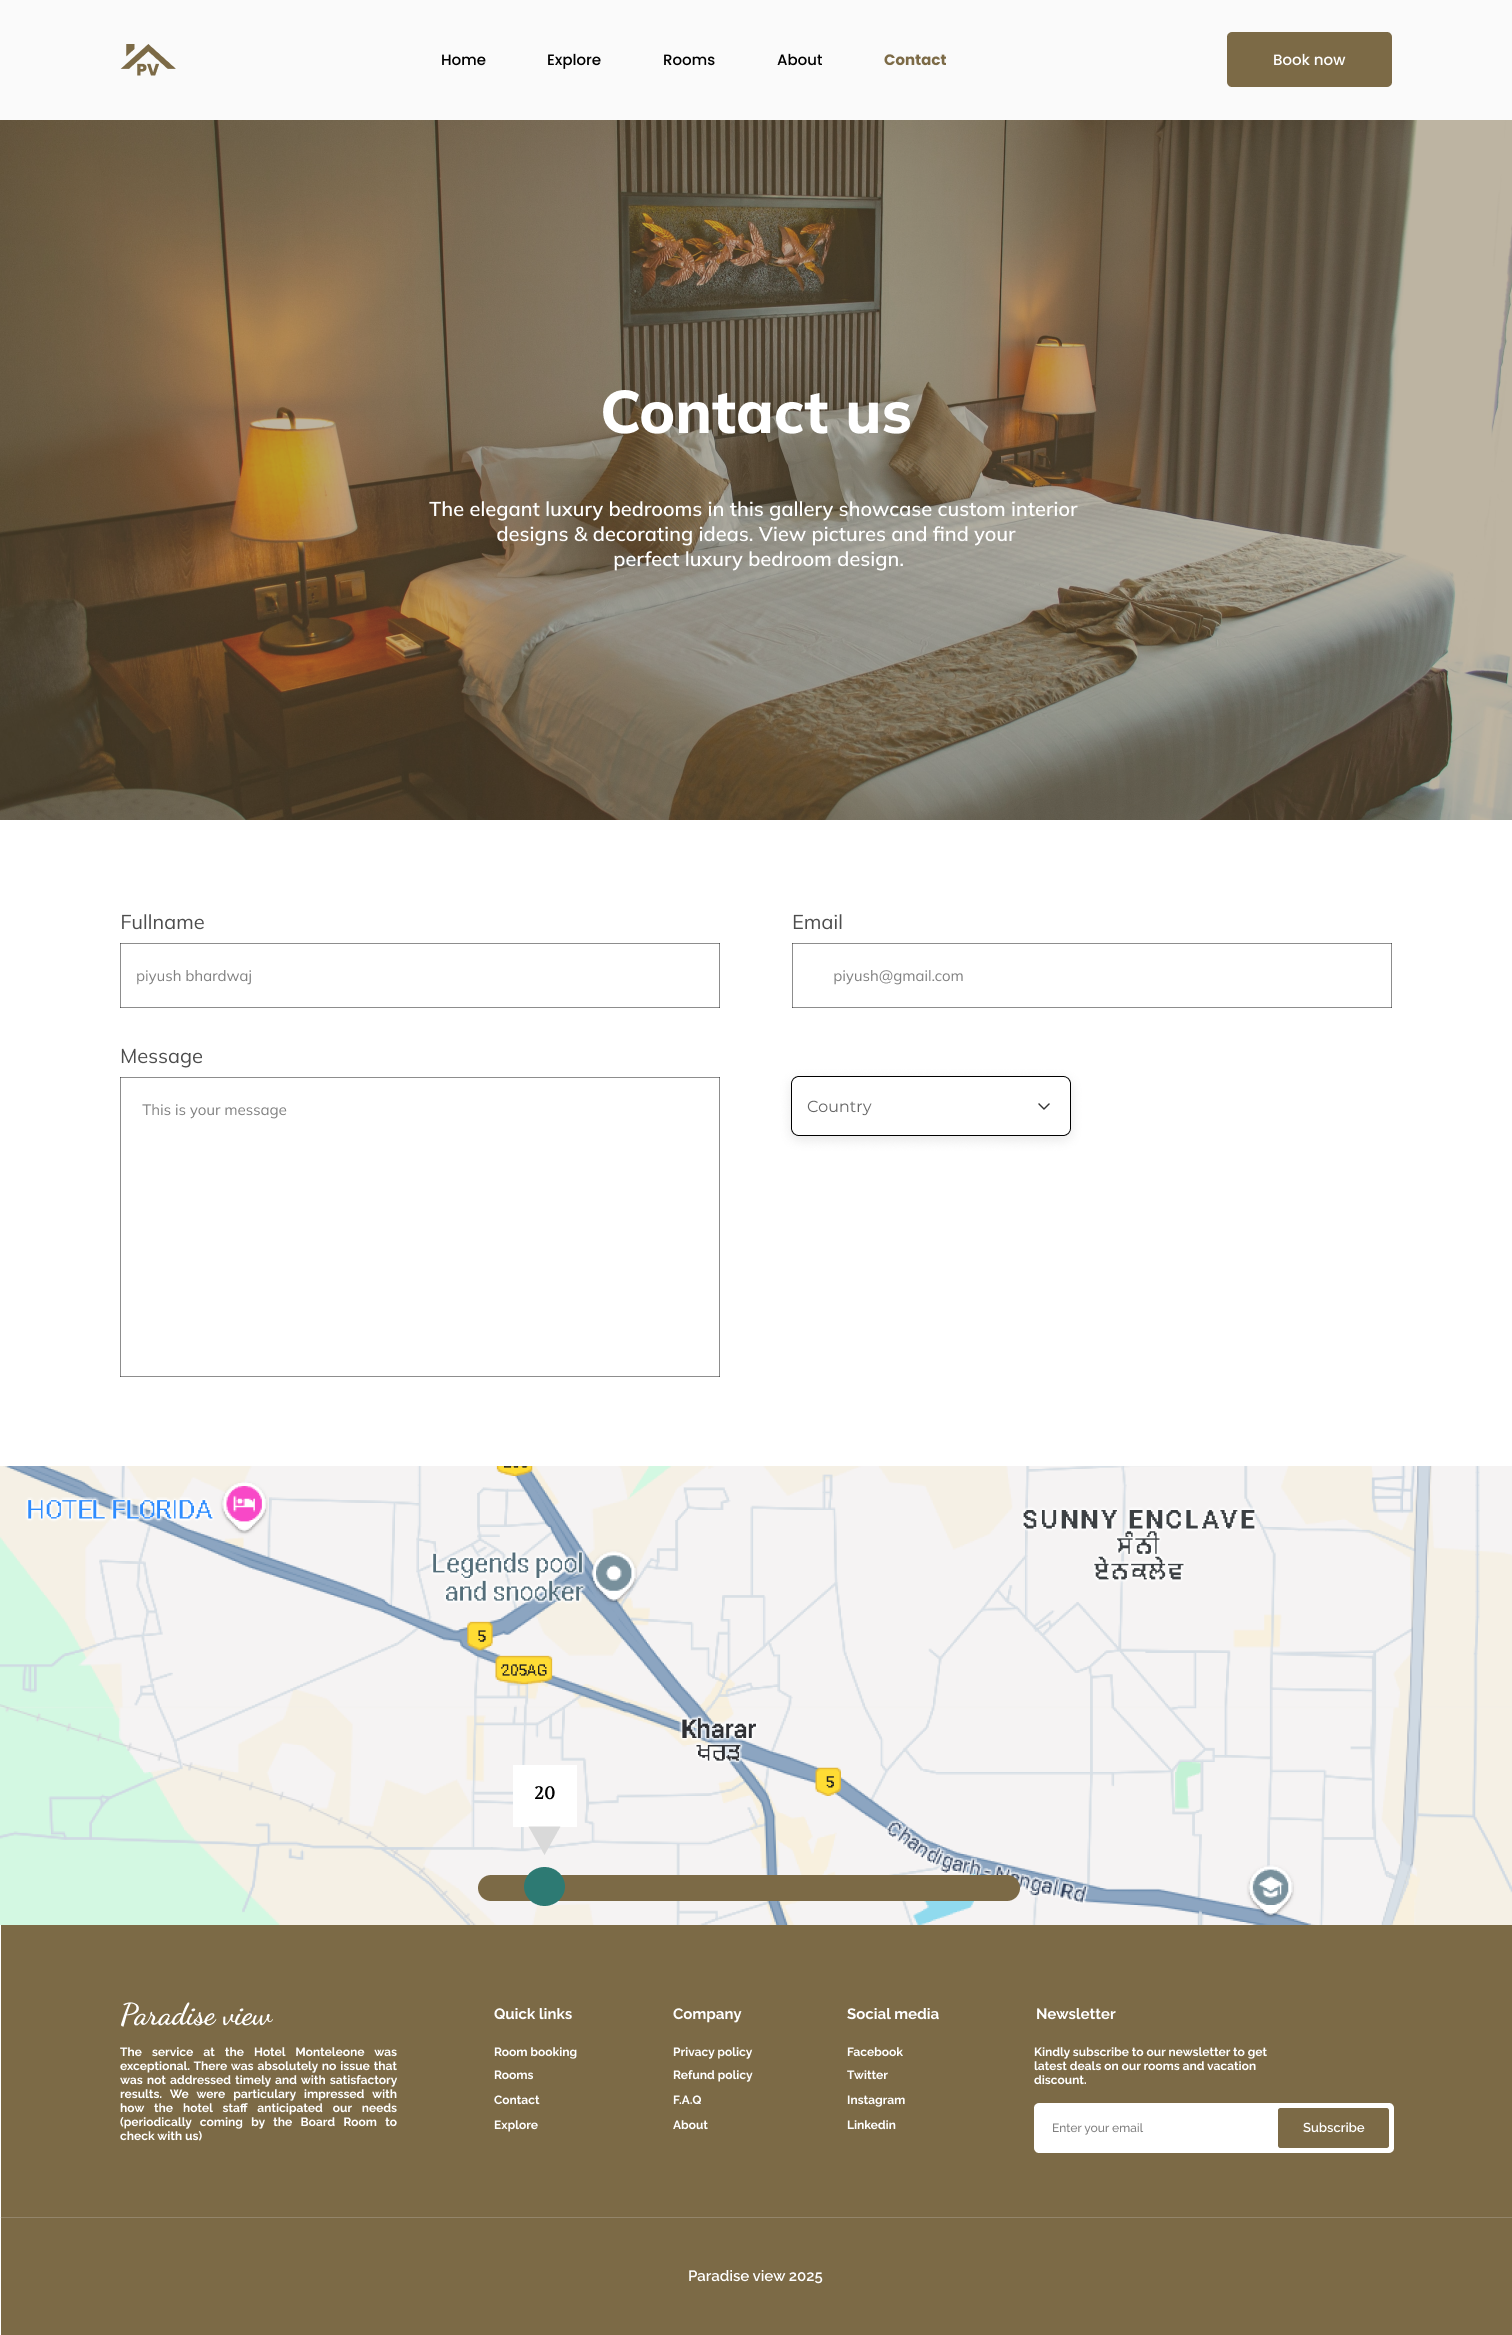 PV
Home
Explore
Rooms
About
Contact
Book now
Contact us
The elegant luxury bedrooms in this gallery showcase custom interior
designs & decorating ideas. View pictures and find your
perfect luxury bedroom design.
Fullname
piyush bhardwaj
Email
piyush@gmail.com
Message
This is your message
Country
HOTEL FLORIDA
Legends pool
and snooker
SUNNY ENCLAVE
ਸੰਨੀ
ਏਨਕਲੇਵ
5
205AG
Kharar
ਖਰੜ
5
20
Chandigarh - Nangal Rd
Paradise view
The service at the Hotel Monteleone was
exceptional. There was absolutely no issue that
was not addressed timely and with satisfactory
results. We were particulary impressed with
how the hotel staff anticipated our needs
(periodically coming by the Board Room to
check with us)
Quick links
Room booking
Rooms
Contact
Explore
Company
Privacy policy
Refund policy
F.A.Q
About
Social media
Facebook
Twitter
Instagram
Linkedin
Newsletter
Kindly subscribe to our newsletter to get
latest deals on our rooms and vacation
discount.
Enter your email
Subscribe
Paradise view 2025